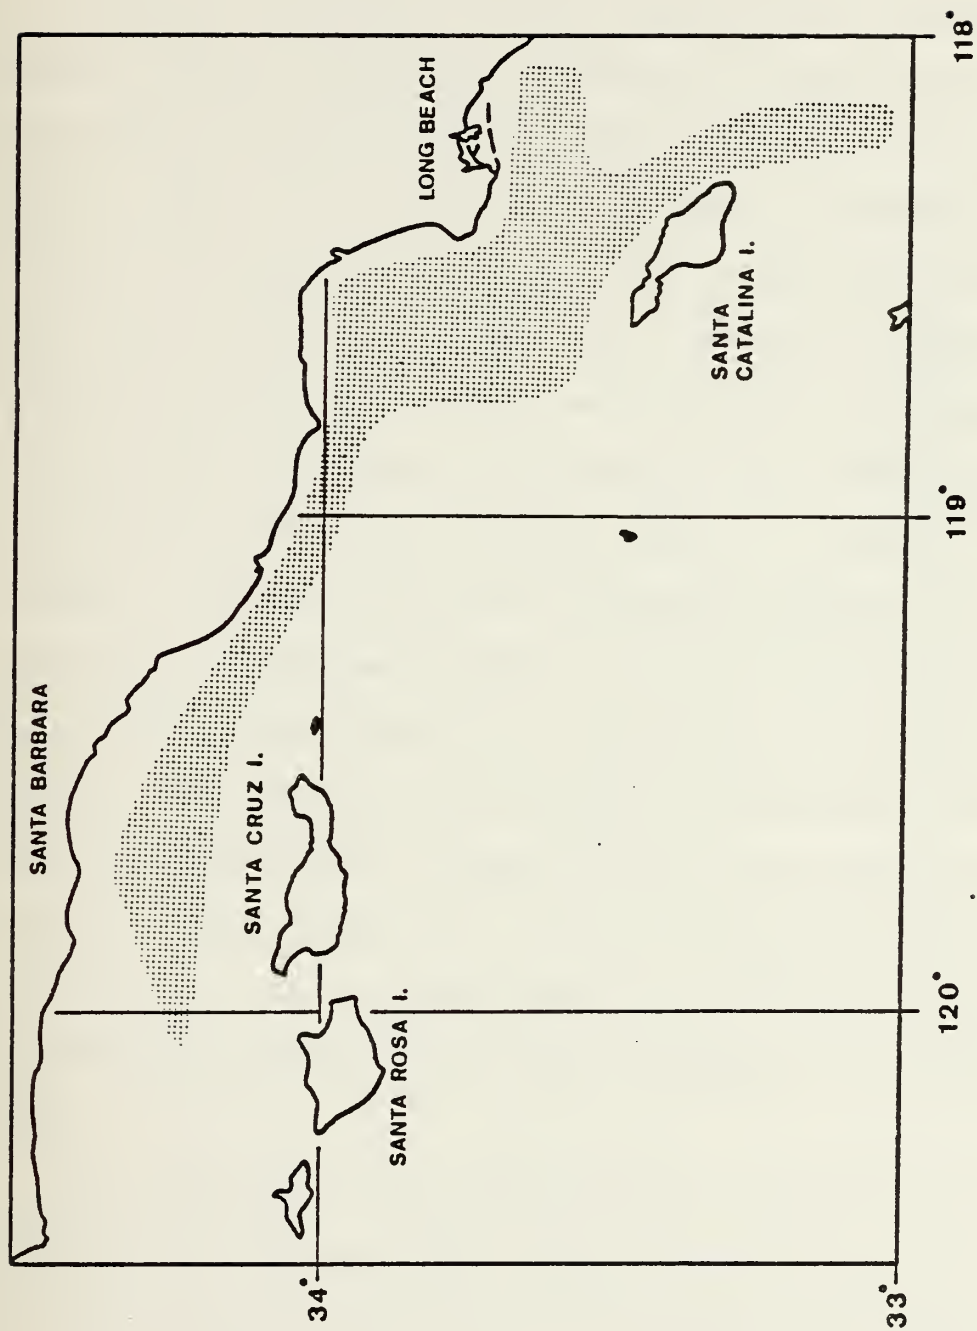 SANTA BARBARA
LONG BEACH
SANTA CRUZ I.
SANTA ROSA I.
SANTA
CATALINA I.
34°
33°
120°
119°
118°